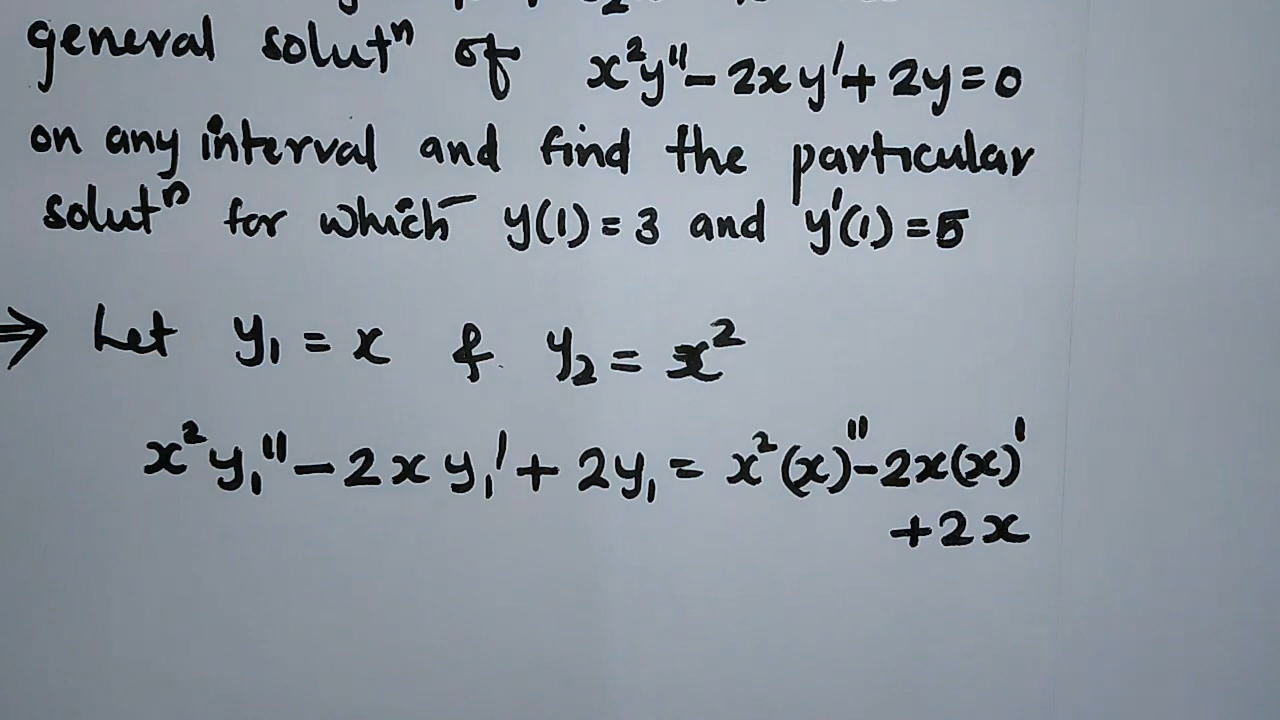 general solutⁿ of x²y" - 2xy' + 2y = 0
on any interval and find the particular
solutⁿ for which y(1) = 3 and y'(1) = 5
⇒ Let y₁ = x & y₂ = x²
x²y₁" - 2xy₁' + 2y₁ = x²(x)" - 2x(x)'
+ 2x